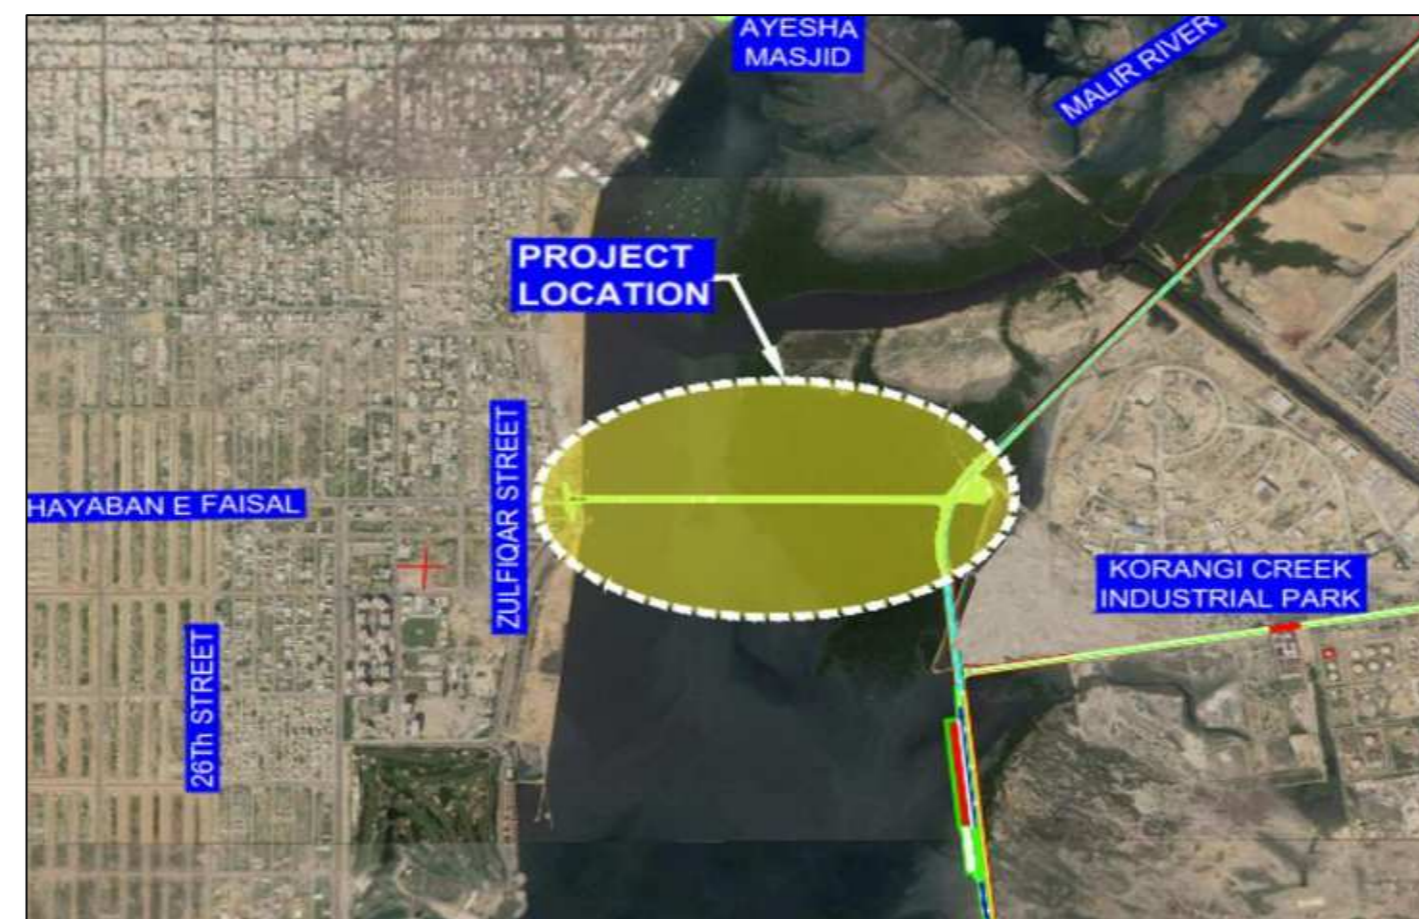 AYESHA
MASJID
MALIR RIVER
PROJECT
LOCATION
ZULFIQAR STREET
HAYABAN E FAISAL
KORANGI CREEK
INDUSTRIAL PARK
26Th STREET